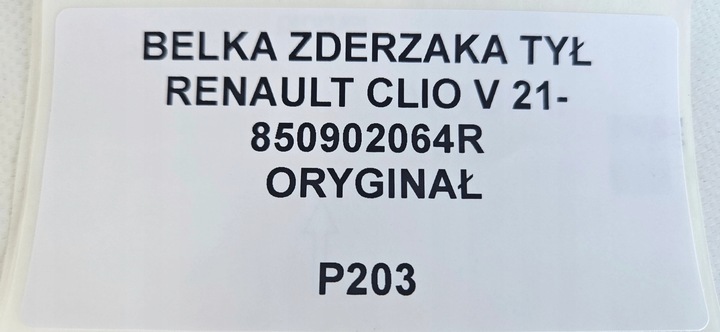 BELKA ZDERZAKA TYŁ
RENAULT CLIO V 21-
850902064R
ORYGINAŁ
P203